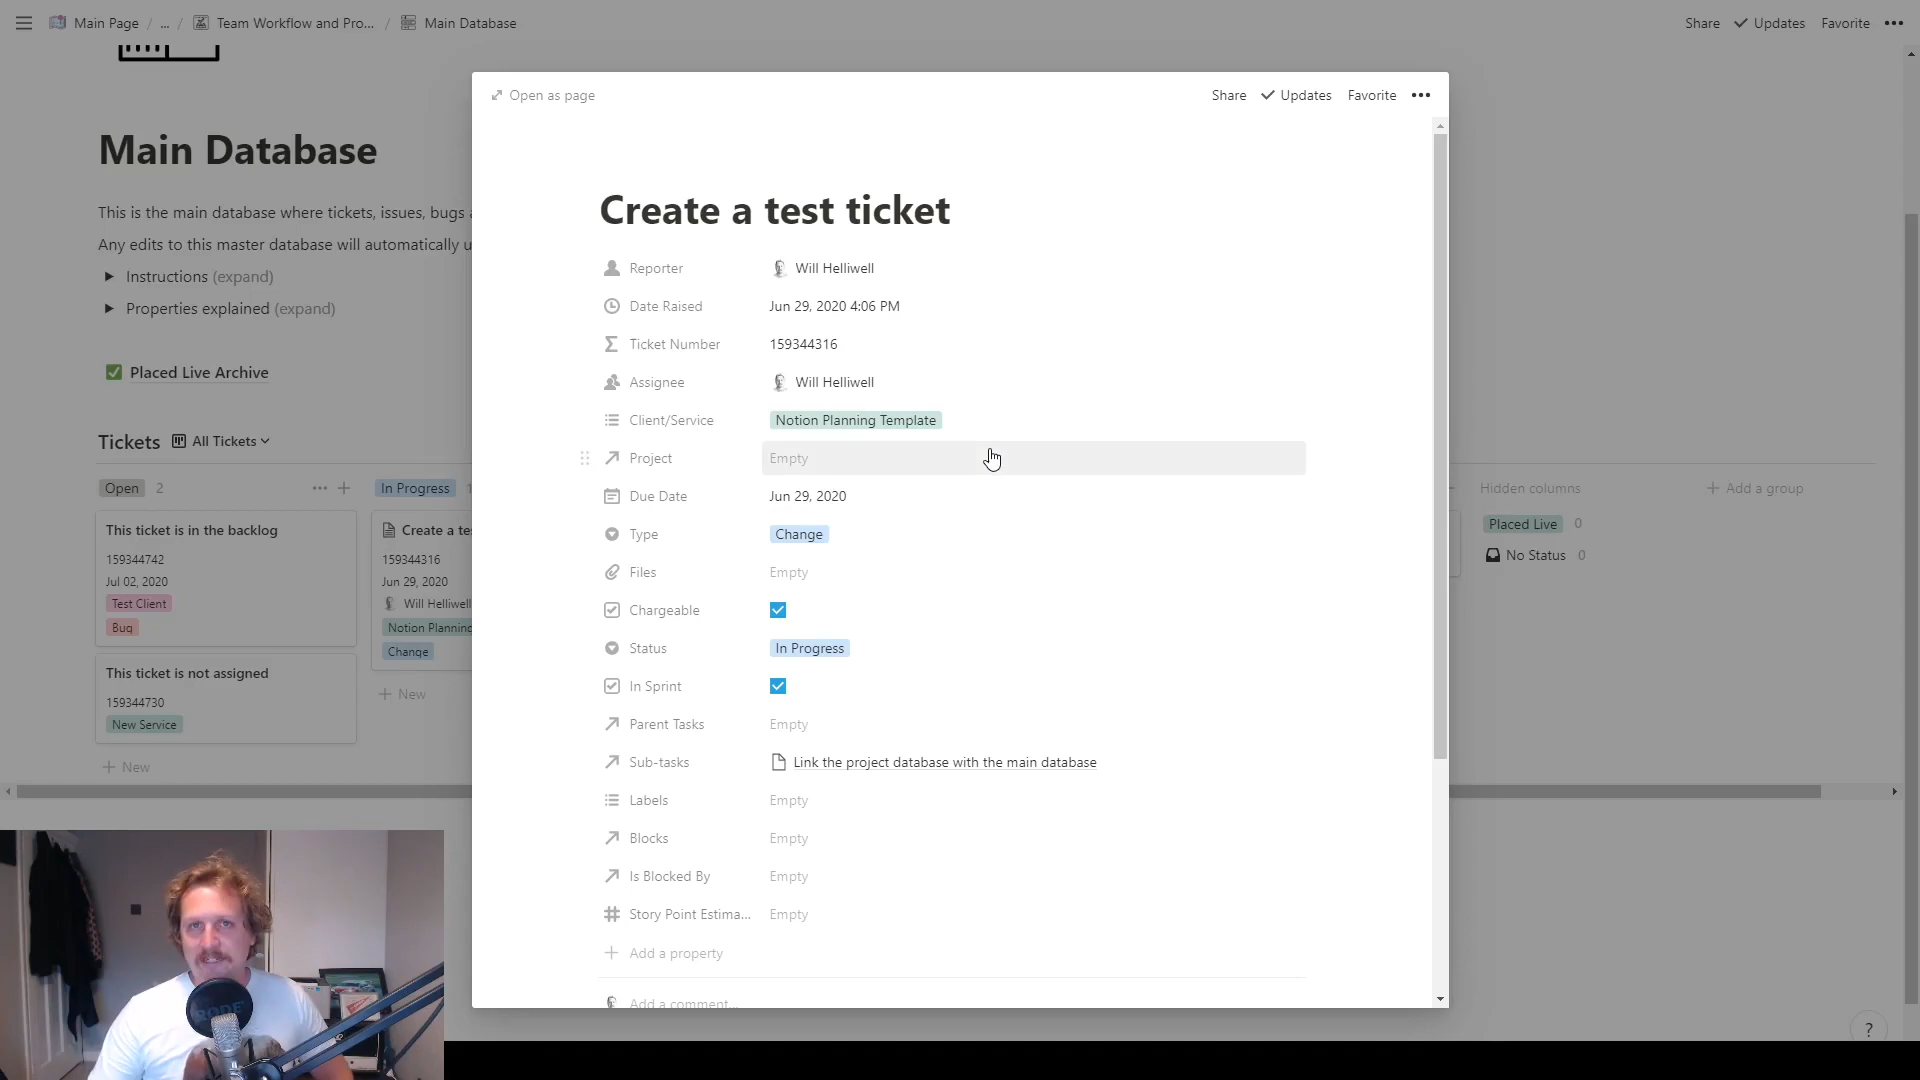 Main Page / ... / Team Workflow and Pro... / Main Database
Share Updates Favorite
Main Database
This is the main database where tickets, issues, bugs
Any edits to this master database will automatically u
Instructions (expand)
Properties explained (expand)
Placed Live Archive
Tickets All Tickets
Open 2
This ticket is in the backlog
159344742
Jul 02, 2020
Test Client
Bug
This ticket is not assigned
159344730
New Service
New
In Progress 1
Create a te
159344316
Jun 29, 2020
Will Helliwell
Notion Planning
Change
New
Open as page
Share Updates Favorite
Create a test ticket
Reporter Will Helliwell
Date Raised Jun 29, 2020 4:06 PM
Ticket Number 159344316
Assignee Will Helliwell
Client/Service Notion Planning Template
Project Empty
Due Date Jun 29, 2020
Type Change
Files Empty
Chargeable
Status In Progress
In Sprint
Parent Tasks Empty
Sub-tasks Link the project database with the main database
Labels Empty
Blocks Empty
Is Blocked By Empty
Story Point Estima... Empty
Add a property
Add a comment...
Hidden columns
Add a group
Placed Live 0
No Status 0
?
RODE